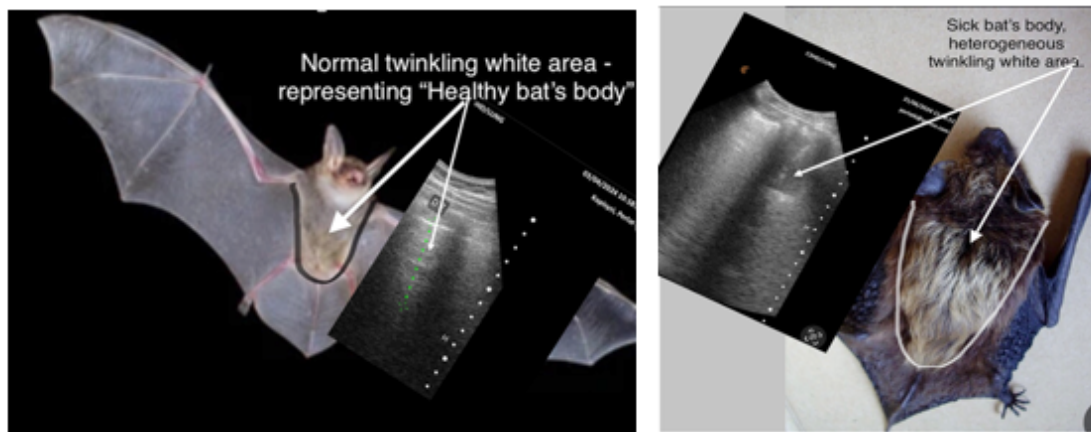 Normal twinkling white area -
representing “Healthy bat's body”
Sick bat's body,
heterogeneous
twinkling white area.